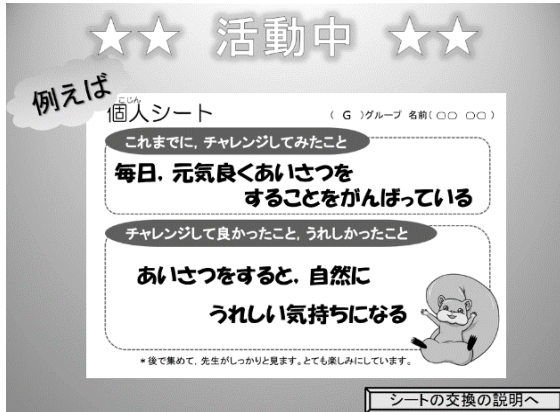 ★★ 活動中 ★★
例えば
こじん
個人シート
( G )グループ 名前(○○ ○○)
これまでに，チャレンジしてみたこと
毎日，元気良くあいさつを
することをがんばっている
チャレンジして良かったこと，うれしかったこと
あいさつをすると，自然に
うれしい気持ちになる
＊後で集めて，先生がしっかりと見ます。とても楽しみにしています。
シートの交換の説明へ